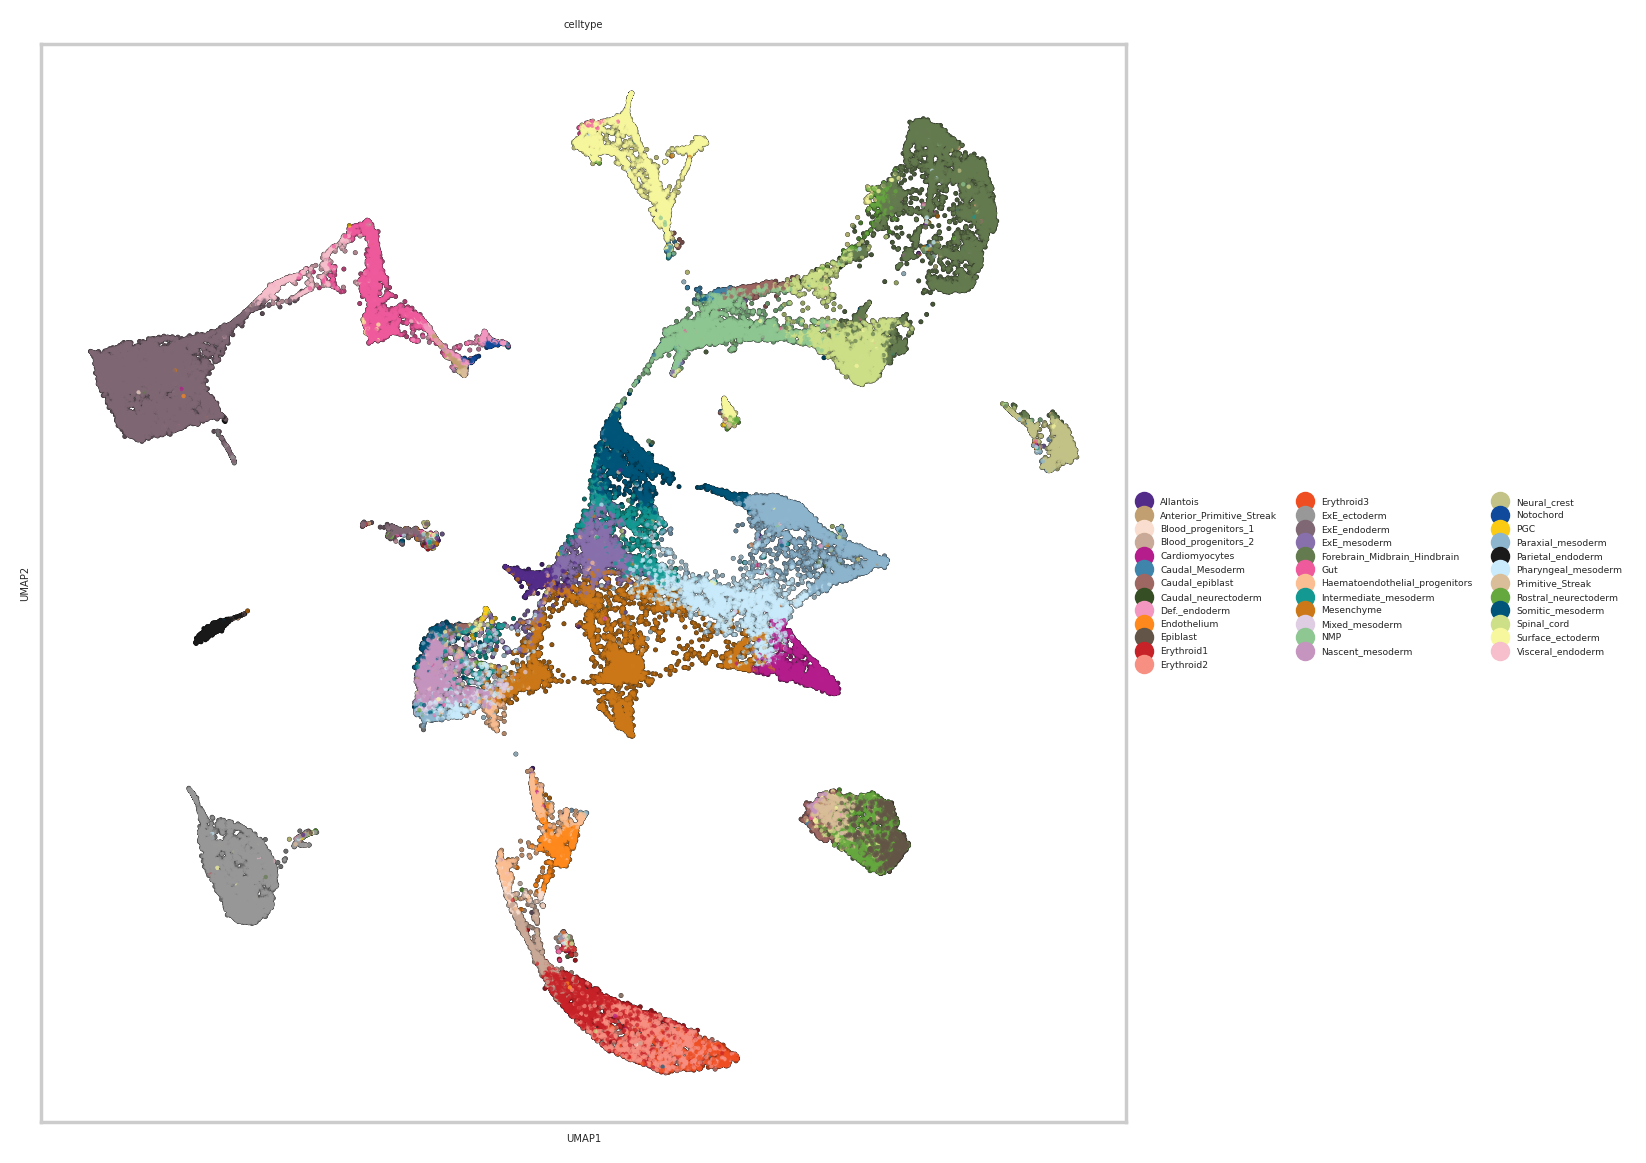 celltype
UMAP2
UMAP1
Allantois
Anterior_Primitive_Streak
Blood_progenitors_1
Blood_progenitors_2
Cardiomyocytes
Caudal_Mesoderm
Caudal_epiblast
Caudal_neurectoderm
Def._endoderm
Endothelium
Epiblast
Erythroid1
Erythroid2
Erythroid3
ExE_ectoderm
ExE_endoderm
ExE_mesoderm
Forebrain_Midbrain_Hindbrain
Gut
Haematoendothelial_progenitors
Intermediate_mesoderm
Mesenchyme
Mixed_mesoderm
NMP
Nascent_mesoderm
Neural_crest
Notochord
PGC
Paraxial_mesoderm
Parietal_endoderm
Pharyngeal_mesoderm
Primitive_Streak
Rostral_neurectoderm
Somitic_mesoderm
Spinal_cord
Surface_ectoderm
Visceral_endoderm